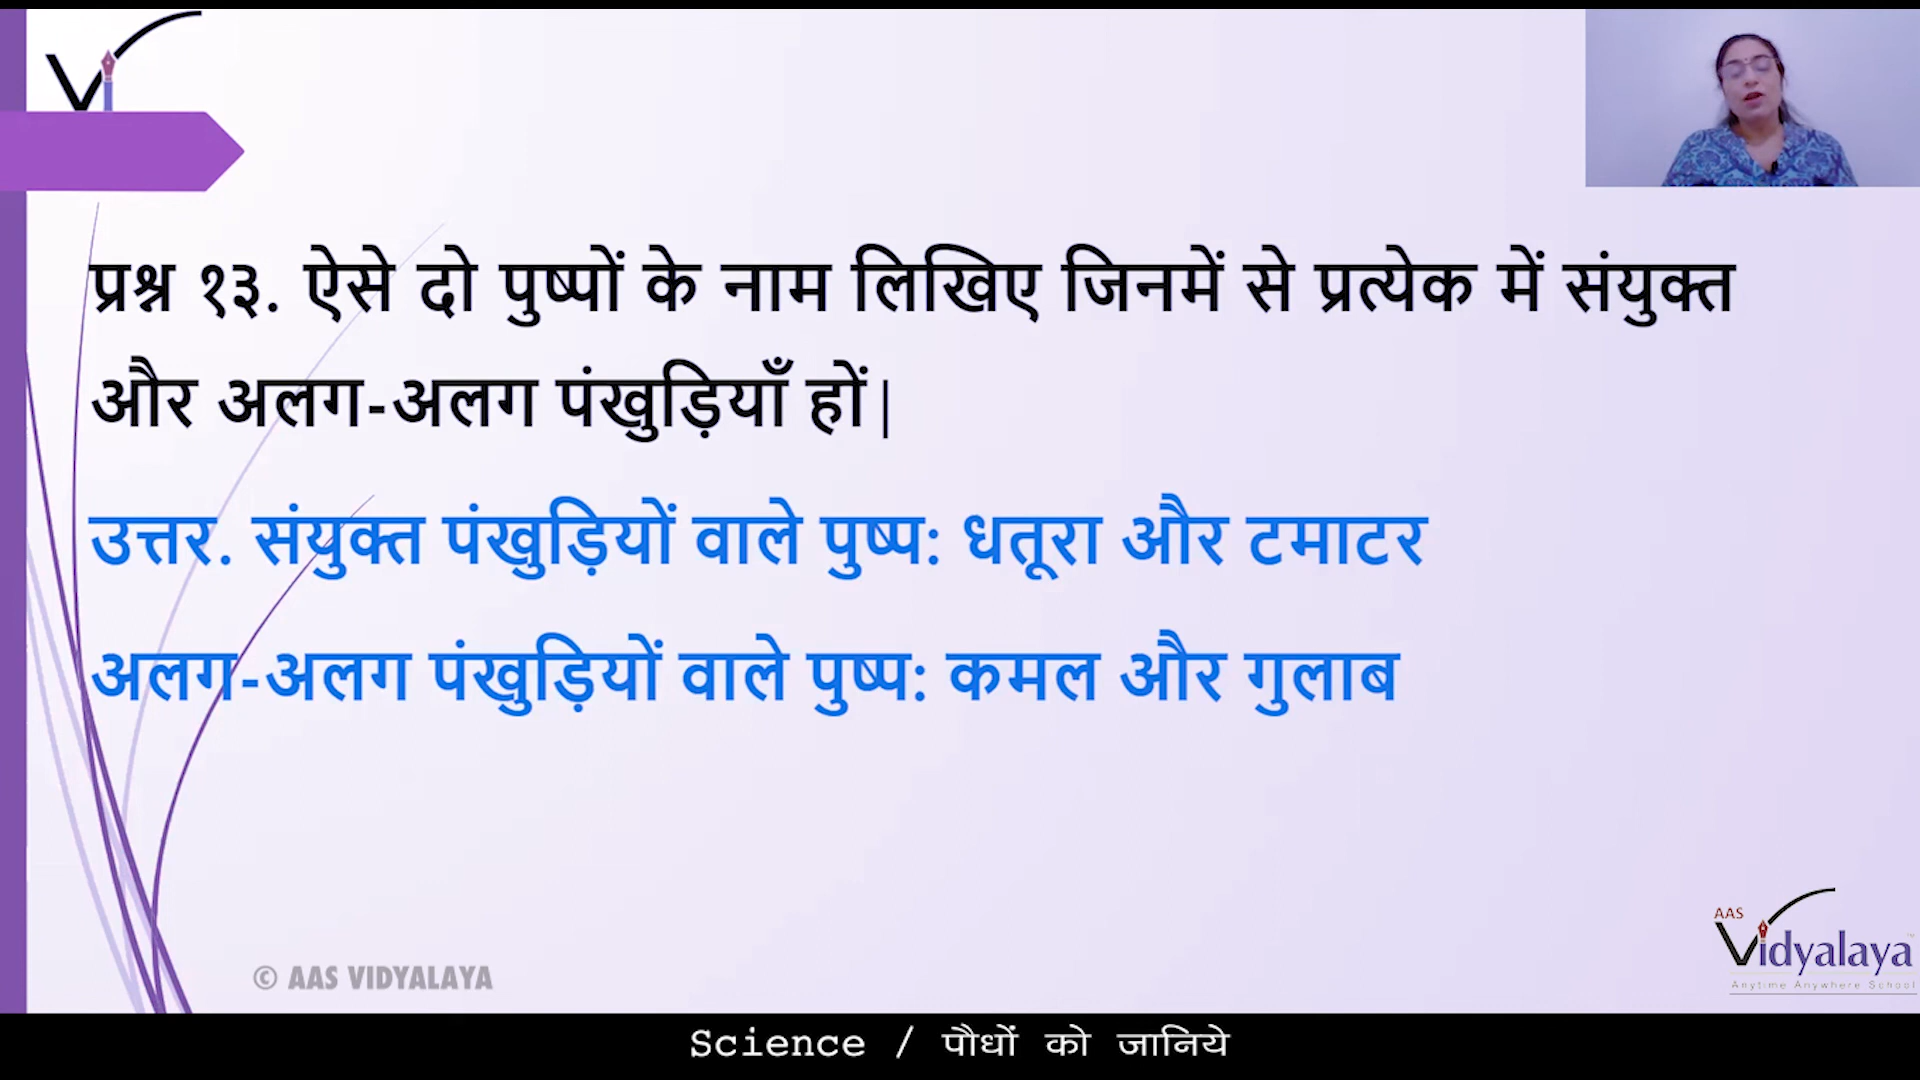 प्रश्न १३. ऐसे दो पुष्पों के नाम लिखिए जिनमें से प्रत्येक में संयुक्त
और अलग-अलग पंखुड़ियाँ हों|
उत्तर. संयुक्त पंखुड़ियों वाले पुष्प: धतूरा और टमाटर
अलग-अलग पंखुड़ियों वाले पुष्प: कमल और गुलाब
AAS
Vidyalaya
Anytime Anywhere School
© AAS VIDYALAYA
Science / पौधों को जानिये